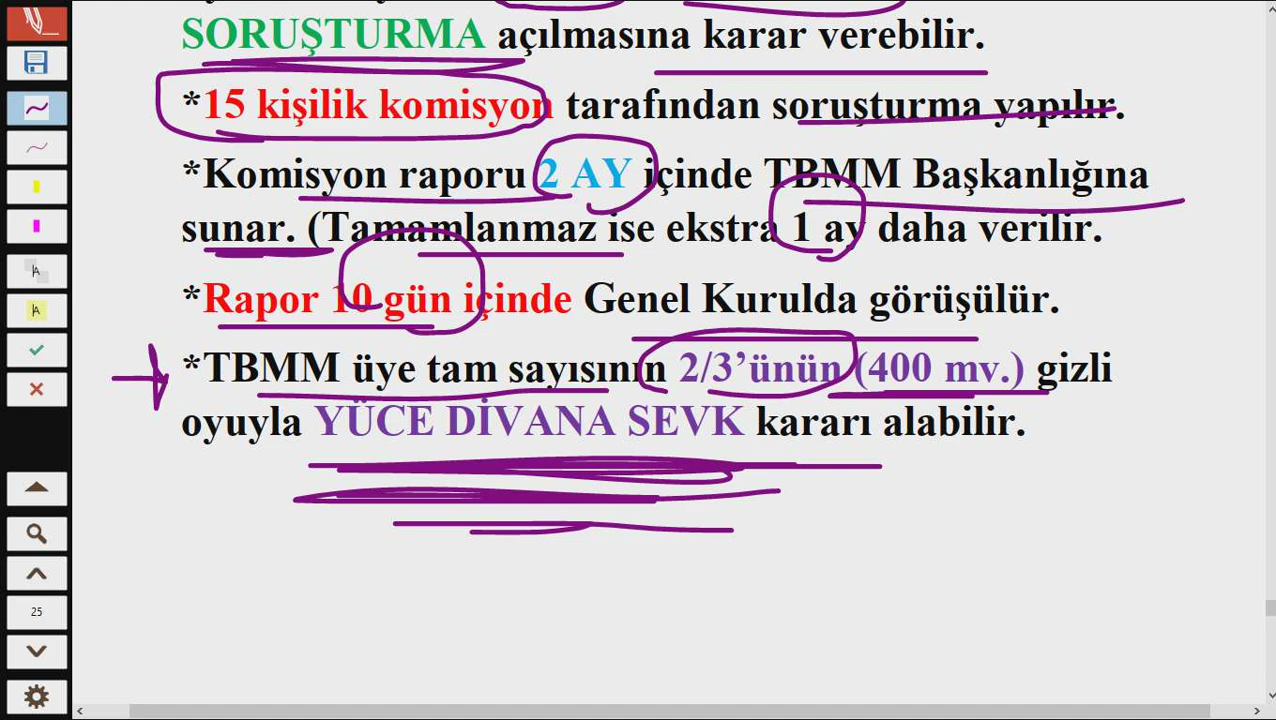 SORUŞTURMA açılmasına karar verebilir.
*15 kişilik komisyon tarafından soruşturma yapılır.
*Komisyon raporu 2 AY içinde TBMM Başkanlığına
sunar. (Tamamlanmaz ise ekstra 1 ay daha verilir.
*Rapor 10 gün içinde Genel Kurulda görüşülür.
*TBMM üye tam sayısının 2/3’ünün (400 mv.) gizli
oyuyla YÜCE DİVANA SEVK kararı alabilir.
A
A
25